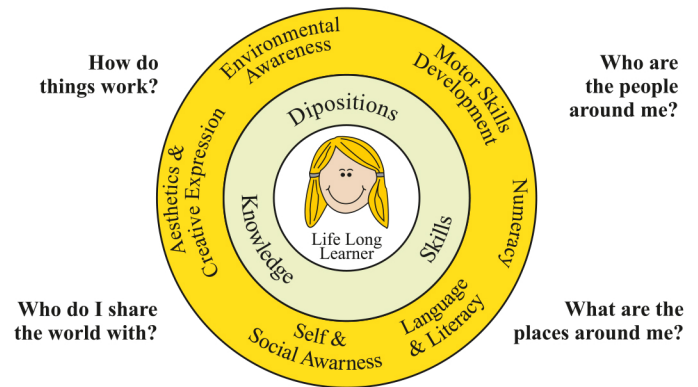 How do
things work?
Environmental
Awareness
Motor Skills
Development
Who are
the people
around me?
Dipositions
Aesthetics &
Creative Expression
Knowledge
Life Long
Learner
Skills
Numeracy
Who do I share
the world with?
Self &
Social Awarness
Language
& Literacy
What are the
places around me?